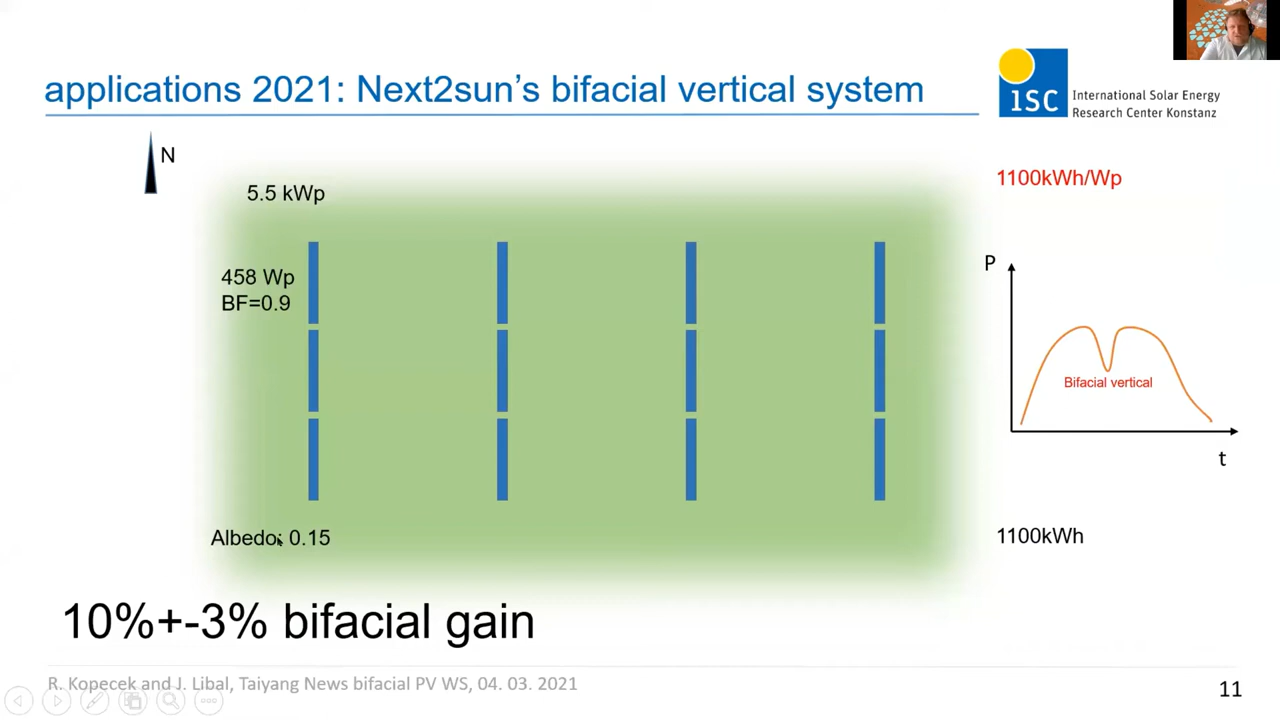 applications 2021: Next2sun's bifacial vertical system
ISC
International Solar Energy
Research Center Konstanz
N
5.5 kWp
1100kWh/Wp
458 Wp
BF=0.9
P
Bifacial vertical
t
Albedo: 0.15
1100kWh
10%+-3% bifacial gain
R. Kopecek and J. Libal, Taiyang News bifacial PV WS, 04. 03. 2021
11